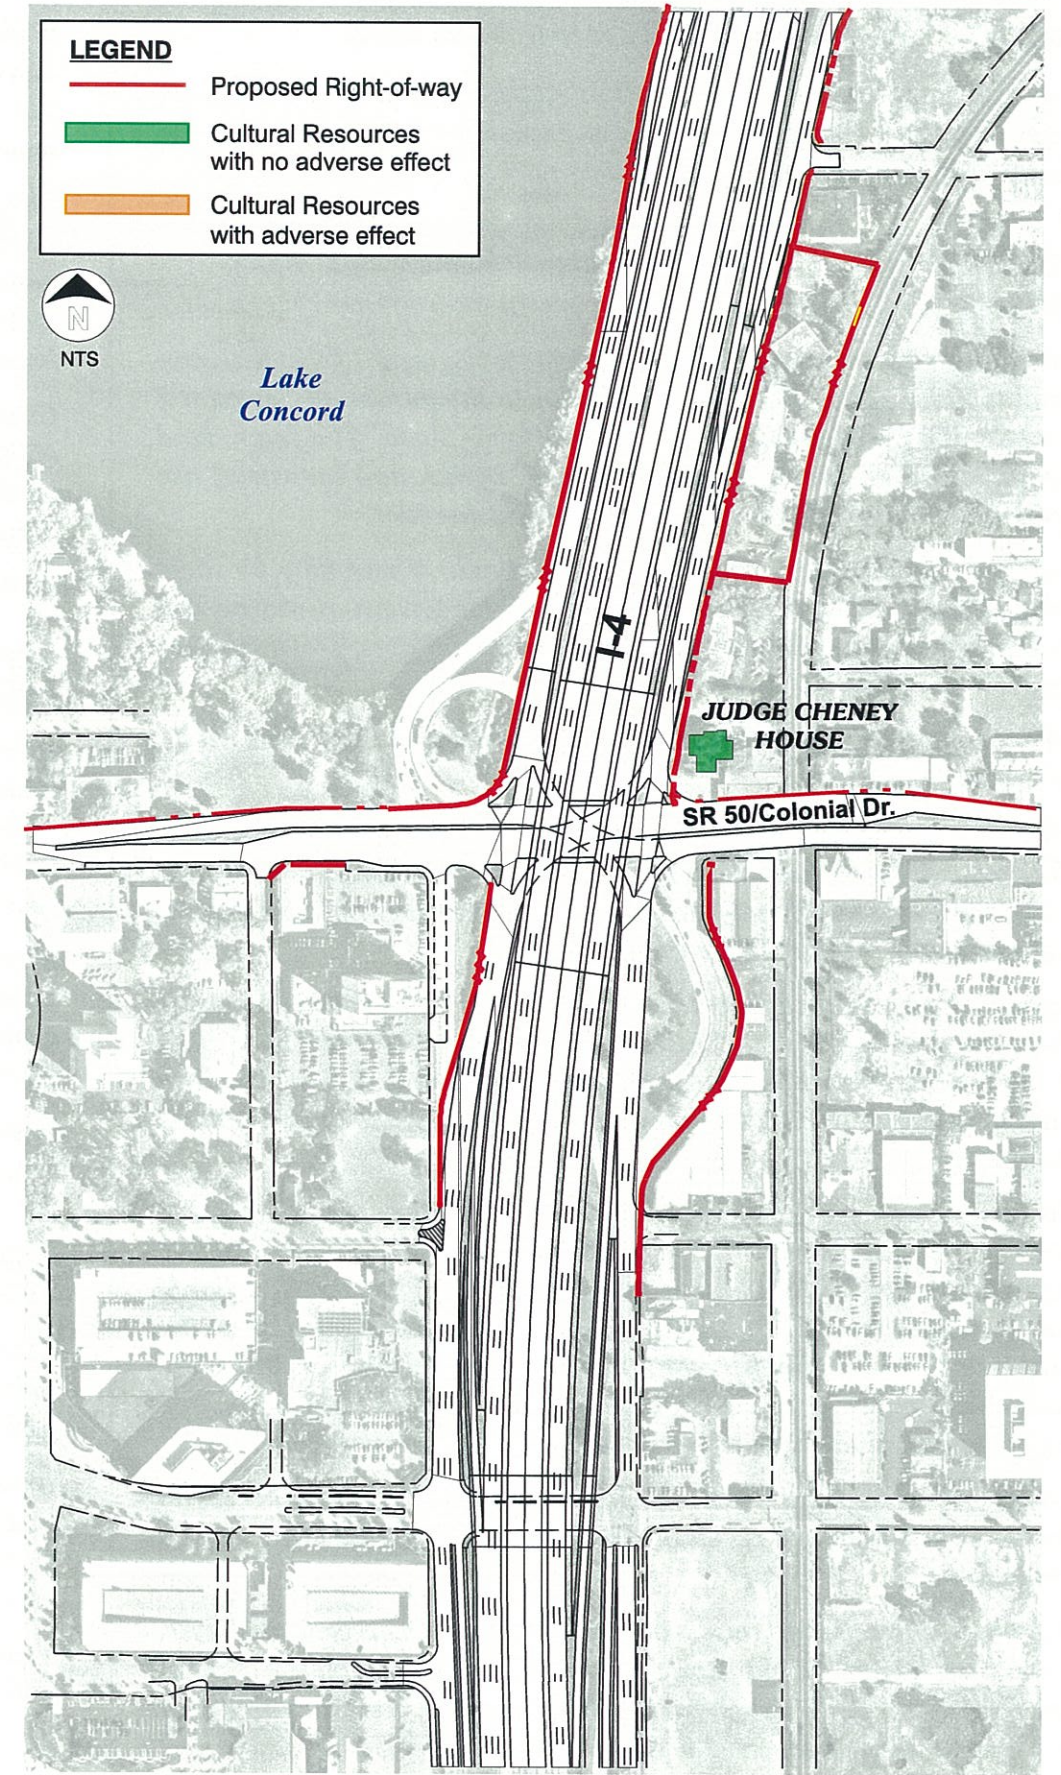 LEGEND
Proposed Right-of-way
Cultural Resources
with no adverse effect
Cultural Resources
with adverse effect
N
NTS
Lake
Concord
I-4
JUDGE CHENEY
HOUSE
SR 50/Colonial Dr.